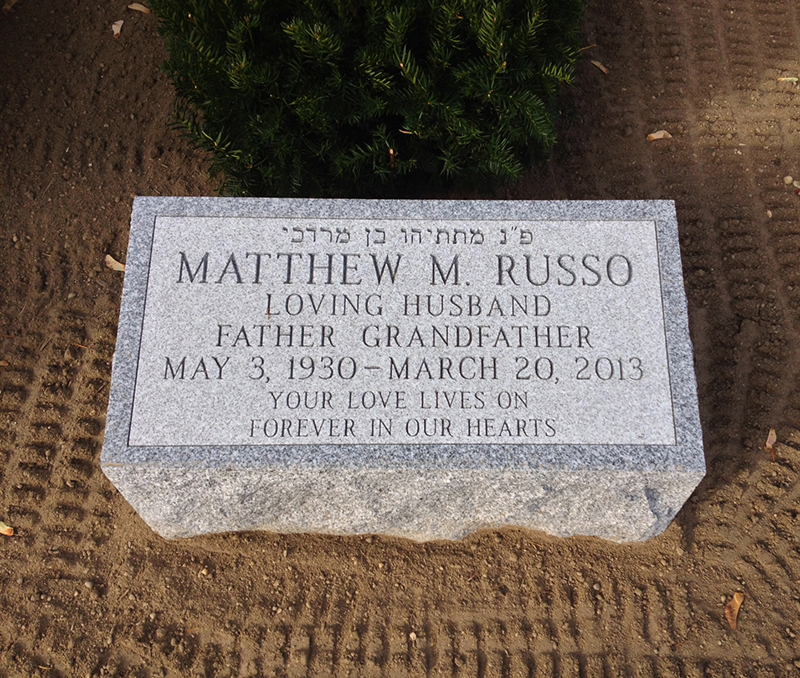 פ״נ מתתיהו בן מרדכי
MATTHEW M. RUSSO
LOVING HUSBAND
FATHER GRANDFATHER
MAY 3, 1930 – MARCH 20, 2013
YOUR LOVE LIVES ON
FOREVER IN OUR HEARTS